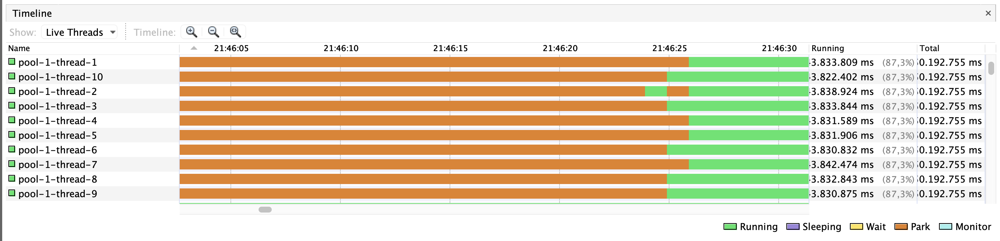 Timeline
Show: Live Threads Timeline:
Name 21:46:05 21:46:10 21:46:15 21:46:20 21:46:25 21:46:30 Running Total
pool-1-thread-1 3.833.809 ms (87,3%) 0.192.755 ms
pool-1-thread-10 3.822.402 ms (87,3%) 0.192.755 ms
pool-1-thread-2 3.838.924 ms (87,3%) 0.192.755 ms
pool-1-thread-3 3.833.844 ms (87,3%) 0.192.755 ms
pool-1-thread-4 3.831.589 ms (87,3%) 0.192.755 ms
pool-1-thread-5 3.831.906 ms (87,3%) 0.192.755 ms
pool-1-thread-6 3.830.832 ms (87,3%) 0.192.755 ms
pool-1-thread-7 3.842.474 ms (87,3%) 0.192.755 ms
pool-1-thread-8 3.832.843 ms (87,3%) 0.192.755 ms
pool-1-thread-9 3.830.875 ms (87,3%) 0.192.755 ms
Running Sleeping Wait Park Monitor